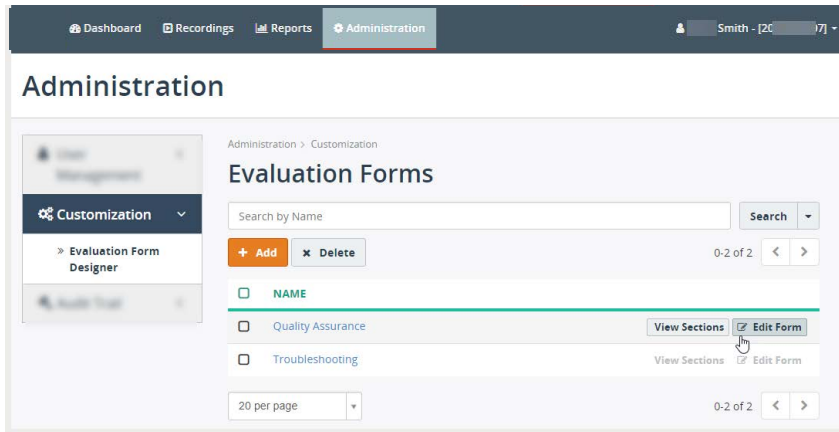 Dashboard Recordings Reports Administration Smith - [20 07]
Administration
Administration > Customization
Evaluation Forms
Customization
» Evaluation Form
Designer
Search by Name Search
+ Add × Delete 0-2 of 2 < >
NAME
Quality Assurance View Sections Edit Form
Troubleshooting View Sections Edit Form
20 per page 0-2 of 2 < >